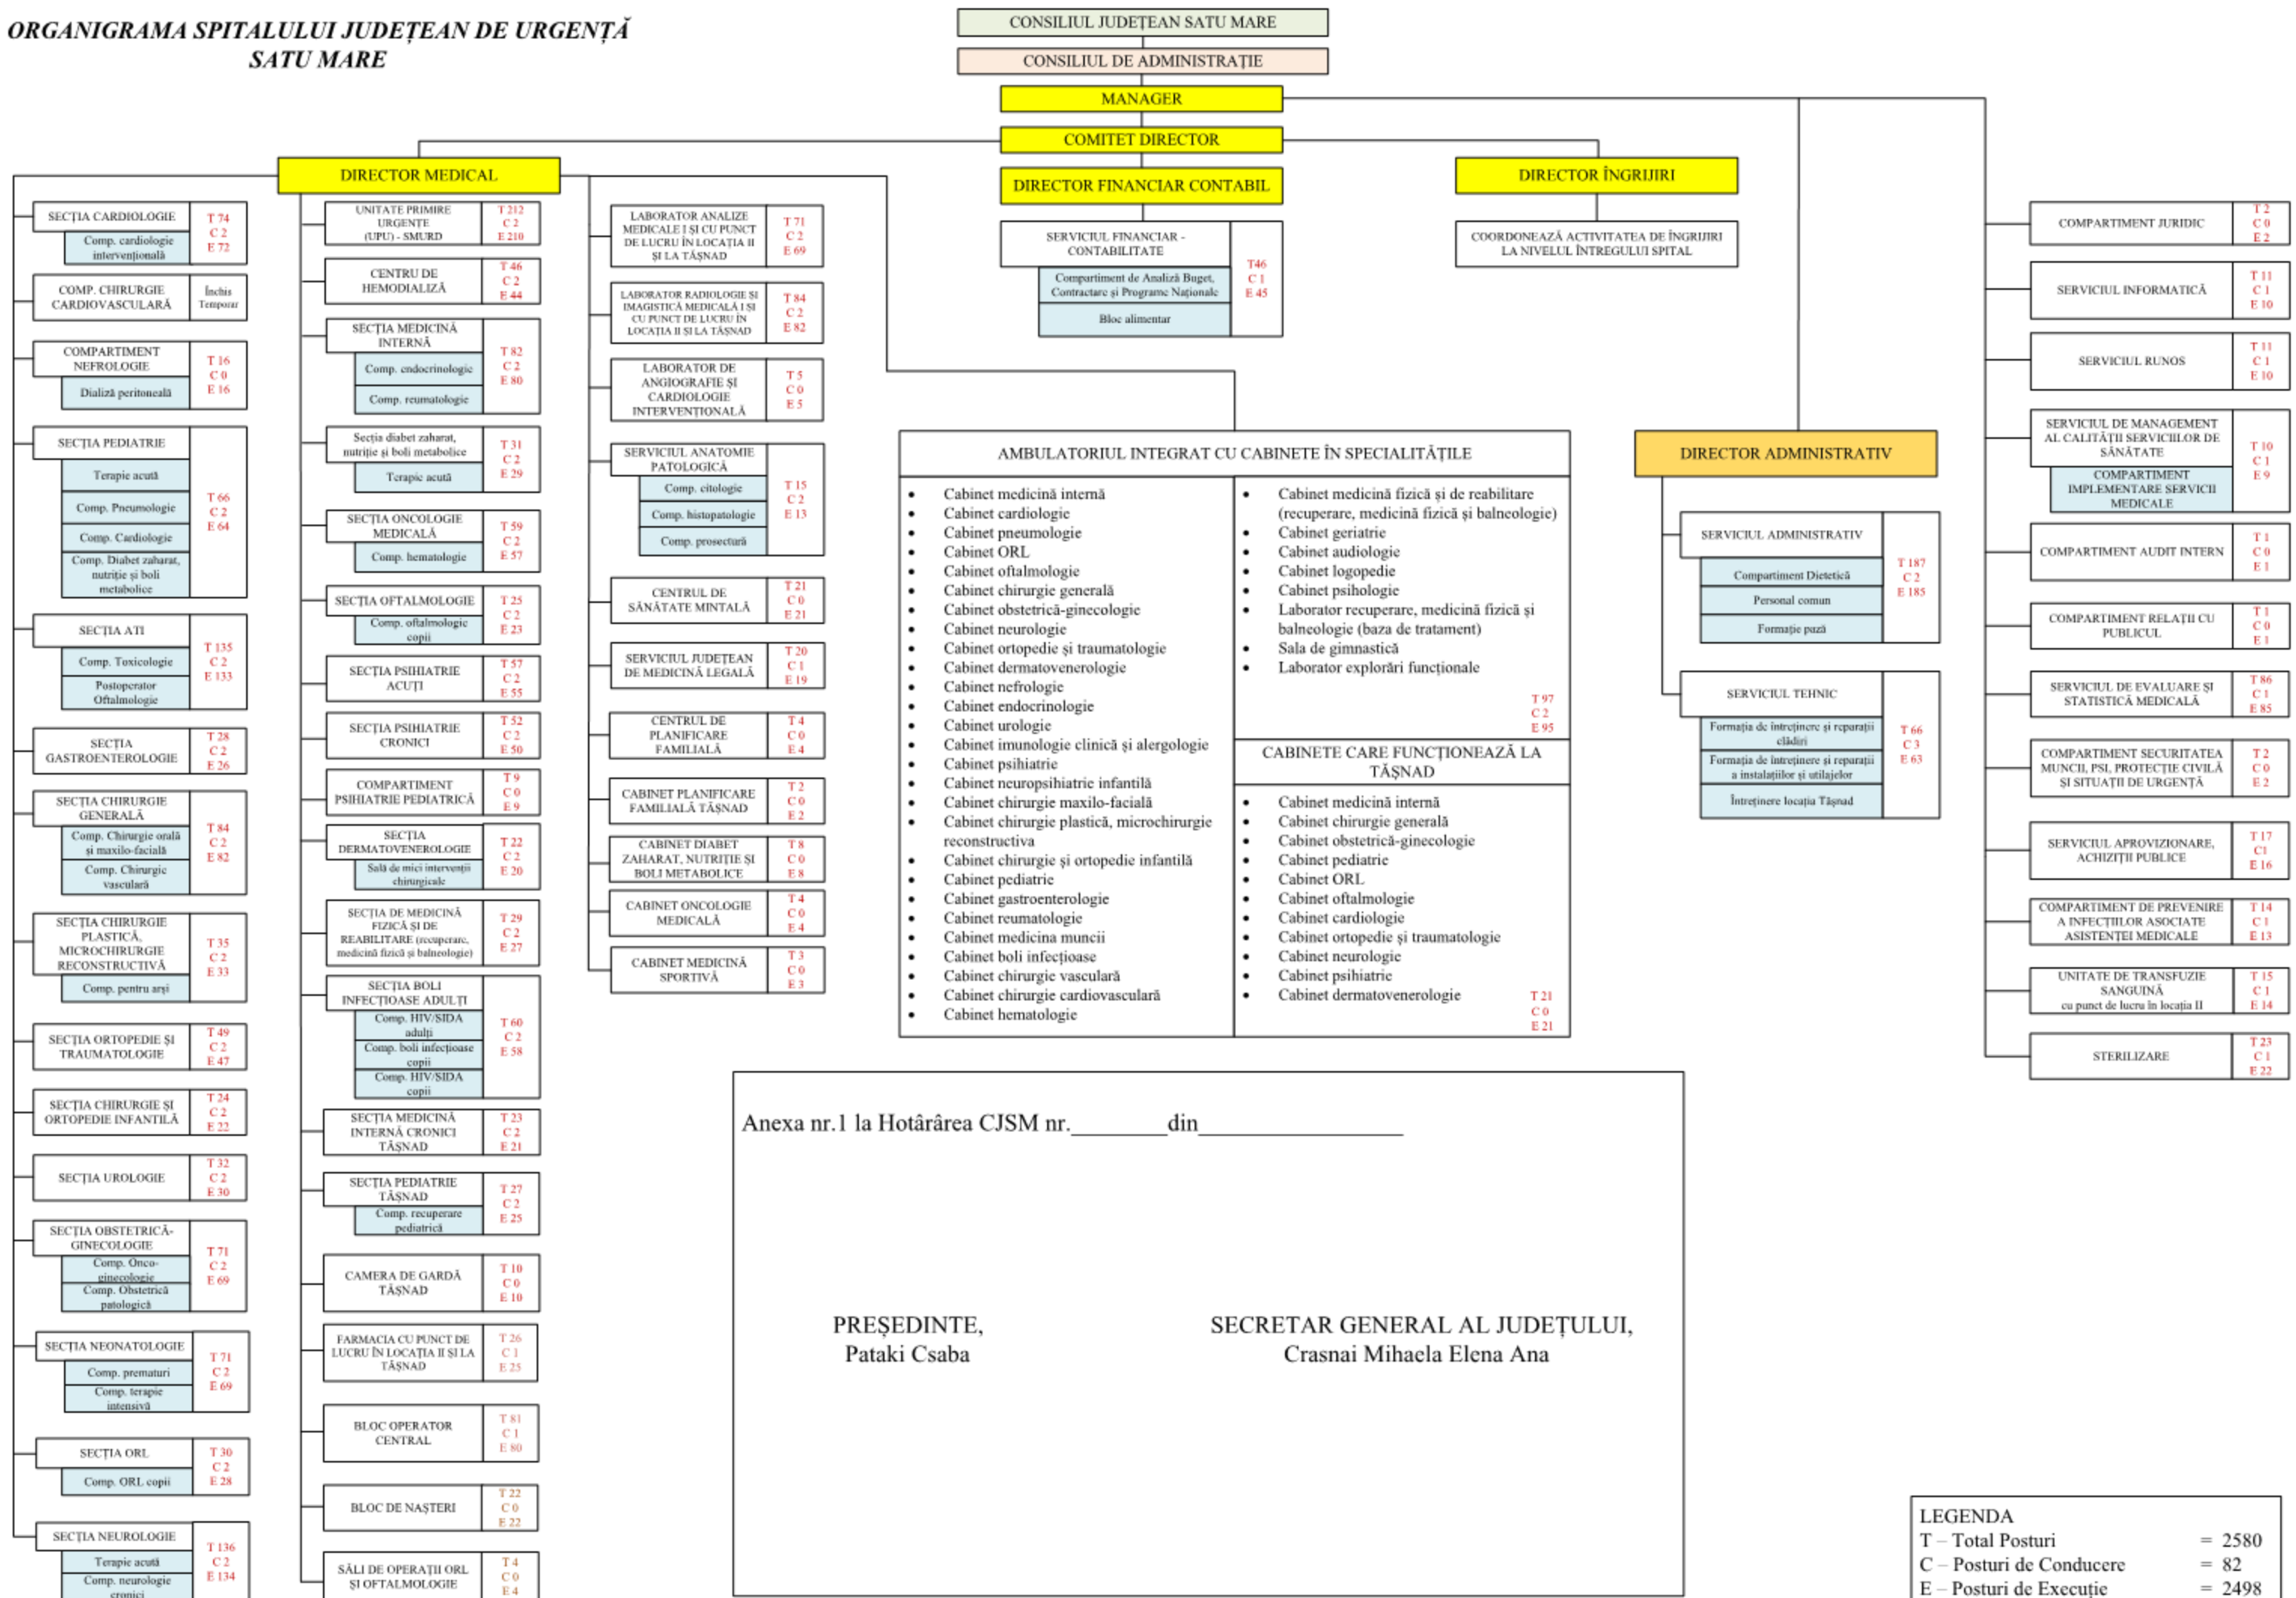 ORGANIGRAMA SPITALULUI JUDEȚEAN DE URGENȚĂ
SATU MARE
CONSILIUL JUDEȚEAN SATU MARE
CONSILIUL DE ADMINISTRAȚIE
MANAGER
COMITET DIRECTOR
DIRECTOR MEDICAL
DIRECTOR FINANCIAR CONTABIL
DIRECTOR ÎNGRIJIRI
SECȚIA CARDIOLOGIE
Comp. cardiologie
intervențională
T 74
C 2
E 72
COMP. CHIRURGIE
CARDIOVASCULARĂ
Închis
Temporar
COMPARTIMENT
NEFROLOGIE
Dializă peritoneală
T 16
C 0
E 16
SECȚIA PEDIATRIE
Terapie acută
Comp. Pneumologie
Comp. Cardiologie
Comp. Diabet zaharat,
nutriție și boli
metabolice
T 66
C 2
E 64
SECȚIA ATI
Comp. Toxicologie
Postoperator
Oftalmologie
T 135
C 2
E 133
SECȚIA
GASTROENTEROLOGIE
T 28
C 2
E 26
SECȚIA CHIRURGIE
GENERALĂ
Comp. Chirurgie orală
și maxilo-facială
Comp. Chirurgie
vasculară
T 84
C 2
E 82
SECȚIA CHIRURGIE
PLASTICĂ,
MICROCHIRURGIE
RECONSTRUCTIVĂ
Comp. pentru arși
T 35
C 2
E 33
SECȚIA ORTOPEDIE ȘI
TRAUMATOLOGIE
T 49
C 2
E 47
SECȚIA CHIRURGIE ȘI
ORTOPEDIE INFANTILĂ
T 24
C 2
E 22
SECȚIA UROLOGIE
T 32
C 2
E 30
SECȚIA OBSTETRICĂ-
GINECOLOGIE
Comp. Onco-
ginecologie
Comp. Obstetrică
patologică
T 71
C 2
E 69
SECȚIA NEONATOLOGIE
Comp. prematuri
Comp. terapie
intensivă
T 71
C 2
E 69
SECȚIA ORL
Comp. ORL copii
T 30
C 2
E 28
SECȚIA NEUROLOGIE
Terapie acută
Comp. neurologie
cronici
T 136
C 2
E 134
UNITATE PRIMIRE
URGENȚE
(UPU) - SMURD
T 212
C 2
E 210
CENTRU DE
HEMODIALIZĂ
T 46
C 2
E 44
SECȚIA MEDICINĂ
INTERNĂ
Comp. endocrinologie
Comp. reumatologie
T 82
C 2
E 80
Secția diabet zaharat,
nutriție și boli metabolice
Terapie acută
T 31
C 2
E 29
SECȚIA ONCOLOGIE
MEDICALĂ
Comp. hematologie
T 59
C 2
E 57
SECȚIA OFTALMOLOGIE
Comp. oftalmologie
copii
T 25
C 2
E 23
SECȚIA PSIHIATRIE
ACUȚI
T 57
C 2
E 55
SECȚIA PSIHIATRIE
CRONICI
T 52
C 2
E 50
COMPARTIMENT
PSIHIATRIE PEDIATRICĂ
T 9
C 0
E 9
SECȚIA
DERMATOVENEROLOGIE
Sală de mici intervenții
chirurgicale
T 22
C 2
E 20
SECȚIA DE MEDICINĂ
FIZICĂ ȘI DE
REABILITARE (recuperare,
medicină fizică și balneologie)
T 29
C 2
E 27
SECȚIA BOLI
INFECȚIOASE ADULȚI
Comp. HIV/SIDA
adulți
Comp. boli infecțioase
copii
Comp. HIV/SIDA
copii
T 60
C 2
E 58
SECȚIA MEDICINĂ
INTERNĂ CRONICI
TĂȘNAD
T 23
C 2
E 21
SECȚIA PEDIATRIE
TĂȘNAD
Comp. recuperare
pediatrică
T 27
C 2
E 25
CAMERA DE GARDĂ
TĂȘNAD
T 10
C 0
E 10
FARMACIA CU PUNCT DE
LUCRU ÎN LOCAȚIA II ȘI LA
TĂȘNAD
T 26
C 1
E 25
BLOC OPERATOR
CENTRAL
T 81
C 1
E 80
BLOC DE NAȘTERI
T 22
C 0
E 22
SĂLI DE OPERAȚII ORL
ȘI OFTALMOLOGIE
T 4
C 0
E 4
LABORATOR ANALIZE
MEDICALE I ȘI CU PUNCT
DE LUCRU ÎN LOCAȚIA II
ȘI LA TĂȘNAD
T 71
C 2
E 69
LABORATOR RADIOLOGIE ȘI
IMAGISTICĂ MEDICALĂ I ȘI
CU PUNCT DE LUCRU ÎN
LOCAȚIA II ȘI LA TĂȘNAD
T 84
C 2
E 82
LABORATOR DE
ANGIOGRAFIE ȘI
CARDIOLOGIE
INTERVENȚIONALĂ
T 5
C 0
E 5
SERVICIUL ANATOMIE
PATOLOGICĂ
Comp. citologie
Comp. histopatologie
Comp. prosectură
T 15
C 2
E 13
CENTRUL DE
SĂNĂTATE MINTALĂ
T 21
C 0
E 21
SERVICIUL JUDEȚEAN
DE MEDICINĂ LEGALĂ
T 20
C 1
E 19
CENTRUL DE
PLANIFICARE
FAMILIALĂ
T 4
C 0
E 4
CABINET PLANIFICARE
FAMILIALĂ TĂȘNAD
T 2
C 0
E 2
CABINET DIABET
ZAHARAT, NUTRIȚIE ȘI
BOLI METABOLICE
T 8
C 0
E 8
CABINET ONCOLOGIE
MEDICALĂ
T 4
C 0
E 4
CABINET MEDICINĂ
SPORTIVĂ
T 3
C 0
E 3
SERVICIUL FINANCIAR -
CONTABILITATE
Compartiment de Analiză Buget,
Contractare și Programe Naționale
Bloc alimentar
T46
C 1
E 45
COORDONEAZĂ ACTIVITATEA DE ÎNGRIJIRI
LA NIVELUL ÎNTREGULUI SPITAL
AMBULATORIUL INTEGRAT CU CABINETE ÎN SPECIALITĂȚILE
• Cabinet medicină internă
• Cabinet cardiologie
• Cabinet pneumologie
• Cabinet ORL
• Cabinet oftalmologie
• Cabinet chirurgie generală
• Cabinet obstetrică-ginecologie
• Cabinet neurologie
• Cabinet ortopedie și traumatologie
• Cabinet dermatovenerologie
• Cabinet nefrologie
• Cabinet endocrinologie
• Cabinet urologie
• Cabinet imunologie clinică și alergologie
• Cabinet psihiatrie
• Cabinet neuropsihiatrie infantilă
• Cabinet chirurgie maxilo-facială
• Cabinet chirurgie plastică, microchirurgie
reconstructiva
• Cabinet chirurgie și ortopedie infantilă
• Cabinet pediatrie
• Cabinet gastroenterologie
• Cabinet reumatologie
• Cabinet medicina muncii
• Cabinet boli infecțioase
• Cabinet chirurgie vasculară
• Cabinet chirurgie cardiovasculară
• Cabinet hematologie
• Cabinet medicină fizică și de reabilitare
(recuperare, medicină fizică și balneologie)
• Cabinet geriatrie
• Cabinet audiologie
• Cabinet logopedie
• Cabinet psihologie
• Laborator recuperare, medicină fizică și
balneologie (baza de tratament)
• Sala de gimnastică
• Laborator explorări funcționale
T 97
C 2
E 95
CABINETE CARE FUNCȚIONEAZĂ LA
TĂȘNAD
• Cabinet medicină internă
• Cabinet chirurgie generală
• Cabinet obstetrică-ginecologie
• Cabinet pediatrie
• Cabinet ORL
• Cabinet oftalmologie
• Cabinet cardiologie
• Cabinet ortopedie și traumatologie
• Cabinet neurologie
• Cabinet psihiatrie
• Cabinet dermatovenerologie
T 21
C 0
E 21
DIRECTOR ADMINISTRATIV
SERVICIUL ADMINISTRATIV
Compartiment Dietetică
Personal comun
Formație pază
T 187
C 2
E 185
SERVICIUL TEHNIC
Formația de întreținere și reparații
clădiri
Formația de întreținere și reparații
a instalațiilor și utilajelor
Întreținere locația Tășnad
T 66
C 3
E 63
COMPARTIMENT JURIDIC
T 2
C 0
E 2
SERVICIUL INFORMATICĂ
T 11
C 1
E 10
SERVICIUL RUNOS
T 11
C 1
E 10
SERVICIUL DE MANAGEMENT
AL CALITĂȚII SERVICIILOR DE
SĂNĂTATE
COMPARTIMENT
IMPLEMENTARE SERVICII
MEDICALE
T 10
C 1
E 9
COMPARTIMENT AUDIT INTERN
T 1
C 0
E 1
COMPARTIMENT RELAȚII CU
PUBLICUL
T 1
C 0
E 1
SERVICIUL DE EVALUARE ȘI
STATISTICĂ MEDICALĂ
T 86
C 1
E 85
COMPARTIMENT SECURITATEA
MUNCII, PSI, PROTECȚIE CIVILĂ
ȘI SITUAȚII DE URGENȚĂ
T 2
C 0
E 2
SERVICIUL APROVIZIONARE,
ACHIZIȚII PUBLICE
T 17
C1
E 16
COMPARTIMENT DE PREVENIRE
A INFECȚIILOR ASOCIATE
ASISTENȚEI MEDICALE
T 14
C 1
E 13
UNITATE DE TRANSFUZIE
SANGUINĂ
cu punct de lucru în locația II
T 15
C 1
E 14
STERILIZARE
T 23
C 1
E 22
Anexa nr.1 la Hotârârea CJSM nr.________din_________________
PREȘEDINTE,
Pataki Csaba
SECRETAR GENERAL AL JUDEȚULUI,
Crasnai Mihaela Elena Ana
LEGENDA
T – Total Posturi = 2580
C – Posturi de Conducere = 82
E – Posturi de Execuție = 2498